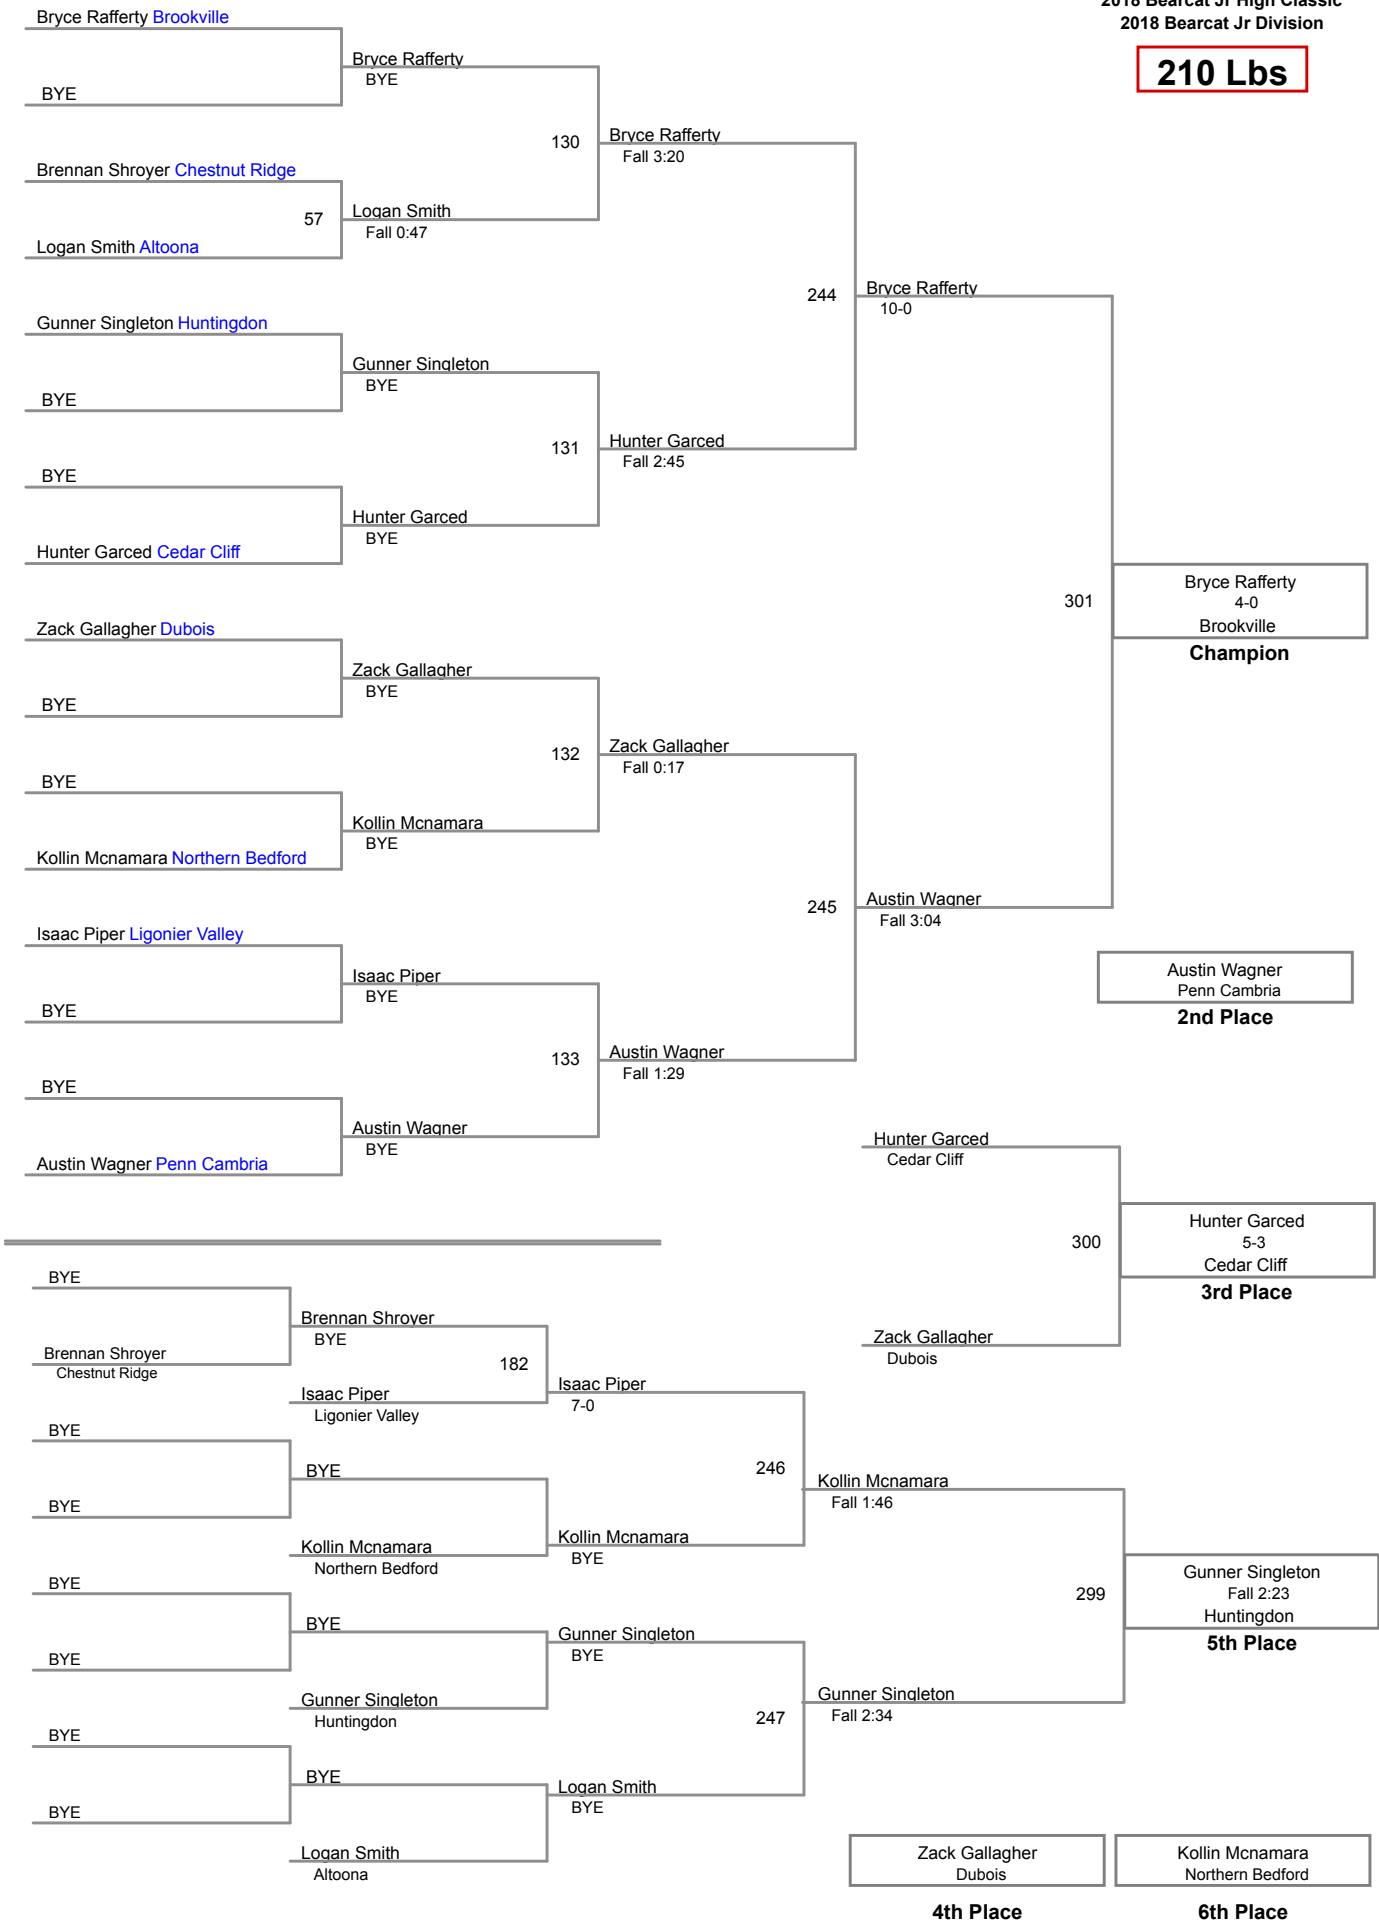 2018 Bearcat Jr High Classic
2018 Bearcat Jr Division
210 Lbs
Bryce Rafferty Brookville
BYE
Brennan Shroyer Chestnut Ridge
57
Logan Smith Altoona
Gunner Singleton Huntingdon
BYE
BYE
Hunter Garced Cedar Cliff
Zack Gallagher Dubois
BYE
BYE
Kollin Mcnamara Northern Bedford
Isaac Piper Ligonier Valley
BYE
BYE
Austin Wagner Penn Cambria
Bryce Rafferty
BYE
130
Logan Smith
Fall 0:47
Gunner Singleton
BYE
131
Hunter Garced
BYE
Zack Gallagher
BYE
132
Kollin Mcnamara
BYE
Isaac Piper
BYE
133
Austin Wagner
BYE
Bryce Rafferty
Fall 3:20
244
Hunter Garced
Fall 2:45
Zack Gallagher
Fall 0:17
245
Austin Wagner
Fall 1:29
Bryce Rafferty
10-0
301
Austin Wagner
Fall 3:04
Bryce Rafferty
4-0
Brookville
Champion
Austin Wagner
Penn Cambria
2nd Place
Hunter Garced
Cedar Cliff
300
Zack Gallagher
Dubois
Hunter Garced
5-3
Cedar Cliff
3rd Place
BYE
Brennan Shroyer
Chestnut Ridge
BYE
BYE
BYE
BYE
BYE
BYE
Brennan Shroyer
BYE
182
Isaac Piper
Ligonier Valley
BYE
Kollin Mcnamara
Northern Bedford
BYE
Gunner Singleton
Huntingdon
BYE
Logan Smith
Altoona
Isaac Piper
7-0
246
Kollin Mcnamara
BYE
Gunner Singleton
BYE
247
Logan Smith
BYE
Kollin Mcnamara
Fall 1:46
299
Gunner Singleton
Fall 2:34
Gunner Singleton
Fall 2:23
Huntingdon
5th Place
Zack Gallagher
Dubois
4th Place
Kollin Mcnamara
Northern Bedford
6th Place